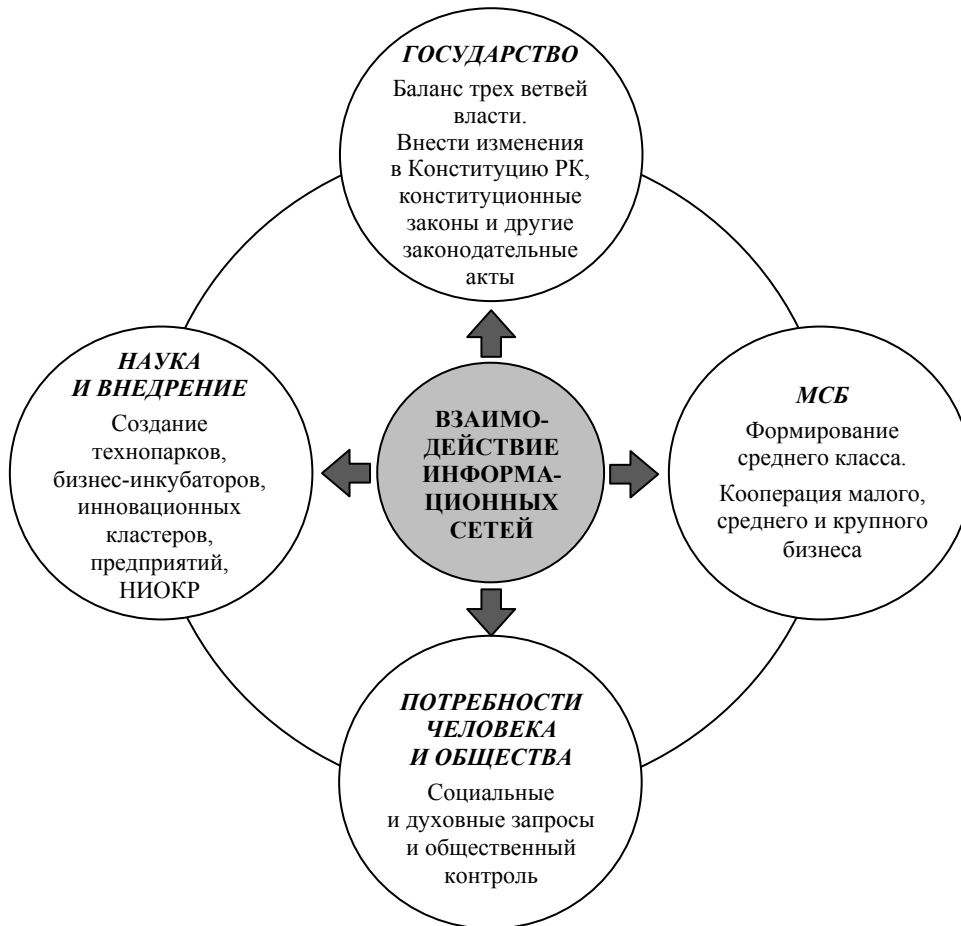 ГОСУДАРСТВО
Баланс трех ветвей
власти.
Внести изменения
в Конституцию РК,
конституционные
законы и другие
законодательные
акты
НАУКА
И ВНЕДРЕНИЕ
Создание
технопарков,
бизнес-инкубаторов,
инновационных
кластеров,
предприятий,
НИОКР
ВЗАИМО-
ДЕЙСТВИЕ
ИНФОРМА-
ЦИОННЫХ
СЕТЕЙ
МСБ
Формирование
среднего класса.
Кооперация малого,
среднего и крупного
бизнеса
ПОТРЕБНОСТИ
ЧЕЛОВЕКА
И ОБЩЕСТВА
Социальные
и духовные запросы
и общественный
контроль